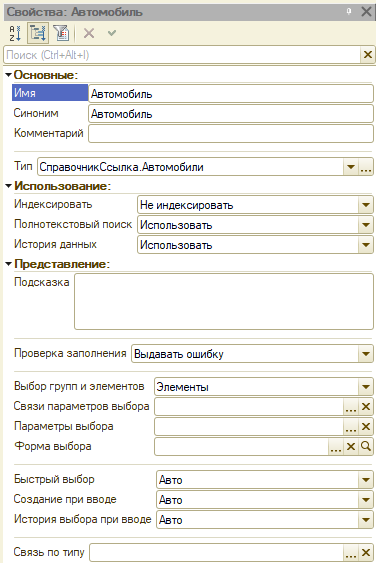 Свойства: Автомобиль
Поиск (Ctrl+Alt+I)
Основные:
Имя Автомобиль
Синоним Автомобиль
Комментарий
Тип СправочникСсылка.Автомобили
Использование:
Индексировать Не индексировать
Полнотекстовый поиск Использовать
История данных Использовать
Представление:
Подсказка
Проверка заполнения Выдавать ошибку
Выбор групп и элементов Элементы
Связи параметров выбора
Параметры выбора
Форма выбора
Быстрый выбор Авто
Создание при вводе Авто
История выбора при вводе Авто
Связь по типу